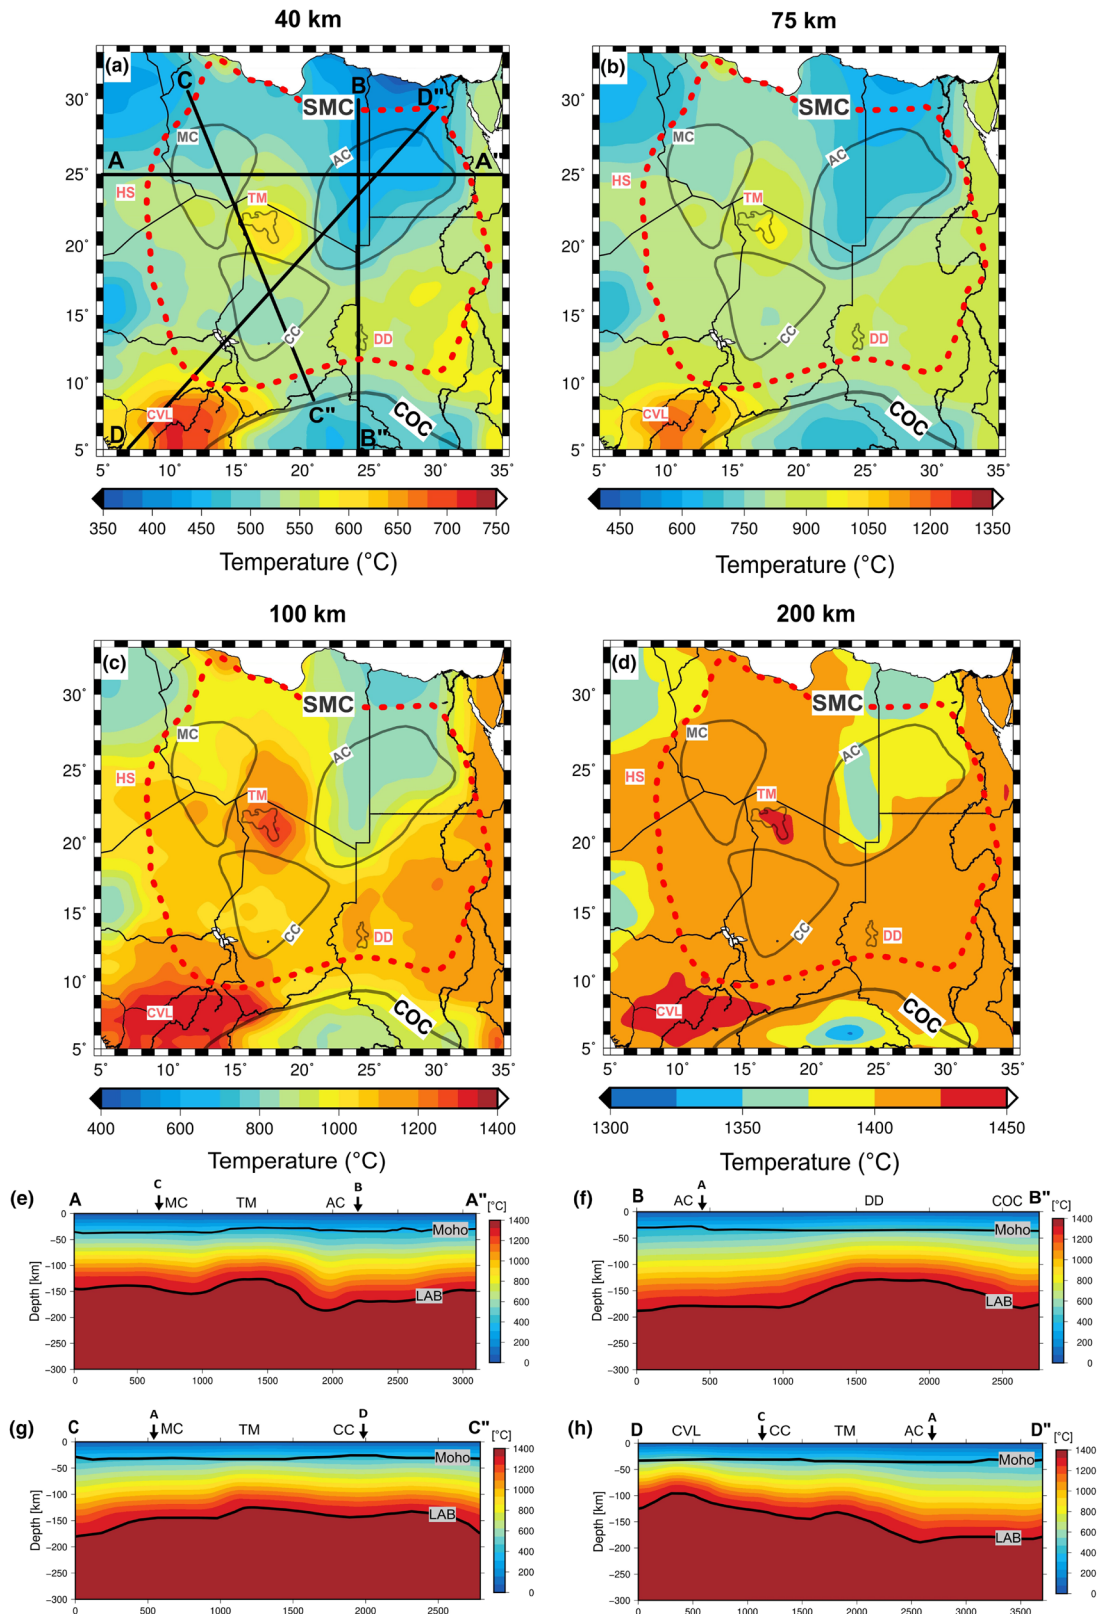 40 km
75 km
(a)
C
B
D"
SMC
MC
AC
A
A"
HS
TM
CC
DD
CVL
D
C"
B"
COC
30°
25°
20°
15°
10°
5°
5° 10° 15° 20° 25° 30° 35°
350 400 450 500 550 600 650 700 750
Temperature (°C)
(b)
SMC
MC
AC
HS
TM
CC
DD
CVL
COC
30°
25°
20°
15°
10°
5°
5° 10° 15° 20° 25° 30° 35°
450 600 750 900 1050 1200 1350
Temperature (°C)
100 km
200 km
(c)
SMC
MC
AC
HS
TM
CC
DD
CVL
COC
30°
25°
20°
15°
10°
5°
5° 10° 15° 20° 25° 30° 35°
400 600 800 1000 1200 1400
Temperature (°C)
(d)
SMC
MC
AC
HS
TM
CC
DD
CVL
COC
30°
25°
20°
15°
10°
5°
5° 10° 15° 20° 25° 30° 35°
1300 1350 1400 1450
Temperature (°C)
(e)
A C MC TM AC B A"
[°C]
Moho
LAB
Depth [km]
0
−50
−100
−150
−200
−250
−300
0 500 1000 1500 2000 2500 3000
1400
1200
1000
800
600
400
200
0
(f)
B AC A DD COC B"
[°C]
Moho
LAB
Depth [km]
0
−50
−100
−150
−200
−250
−300
0 500 1000 1500 2000 2500
1400
1200
1000
800
600
400
200
0
(g)
C A MC TM CC D C"
[°C]
Moho
LAB
Depth [km]
0
−50
−100
−150
−200
−250
−300
0 500 1000 1500 2000 2500
1400
1200
1000
800
600
400
200
0
(h)
D CVL C CC TM AC A D"
[°C]
Moho
LAB
Depth [km]
0
−50
−100
−150
−200
−250
−300
0 500 1000 1500 2000 2500 3000 3500
1400
1200
1000
800
600
400
200
0